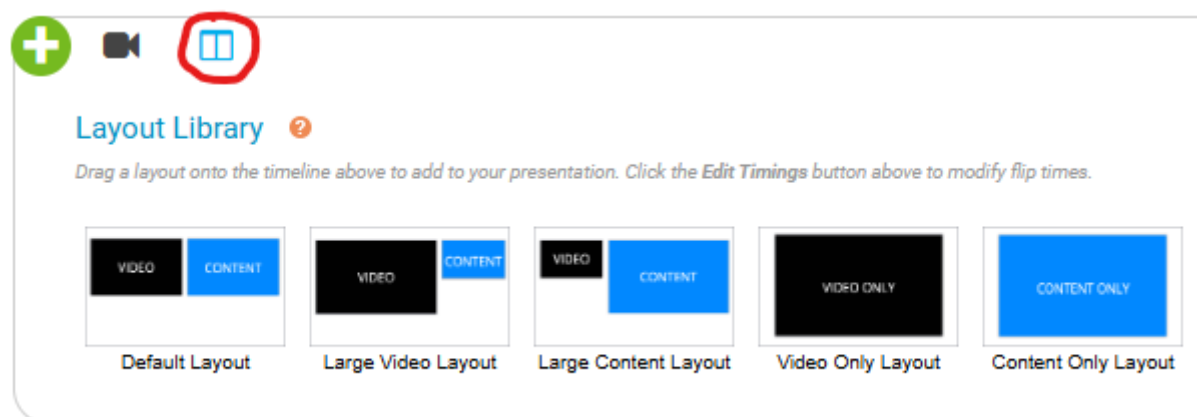 Layout Library ?
Drag a layout onto the timeline above to add to your presentation. Click the Edit Timings button above to modify flip times.
VIDEO CONTENT
VIDEO CONTENT
VIDEO CONTENT
VIDEO ONLY
CONTENT ONLY
Default Layout
Large Video Layout
Large Content Layout
Video Only Layout
Content Only Layout